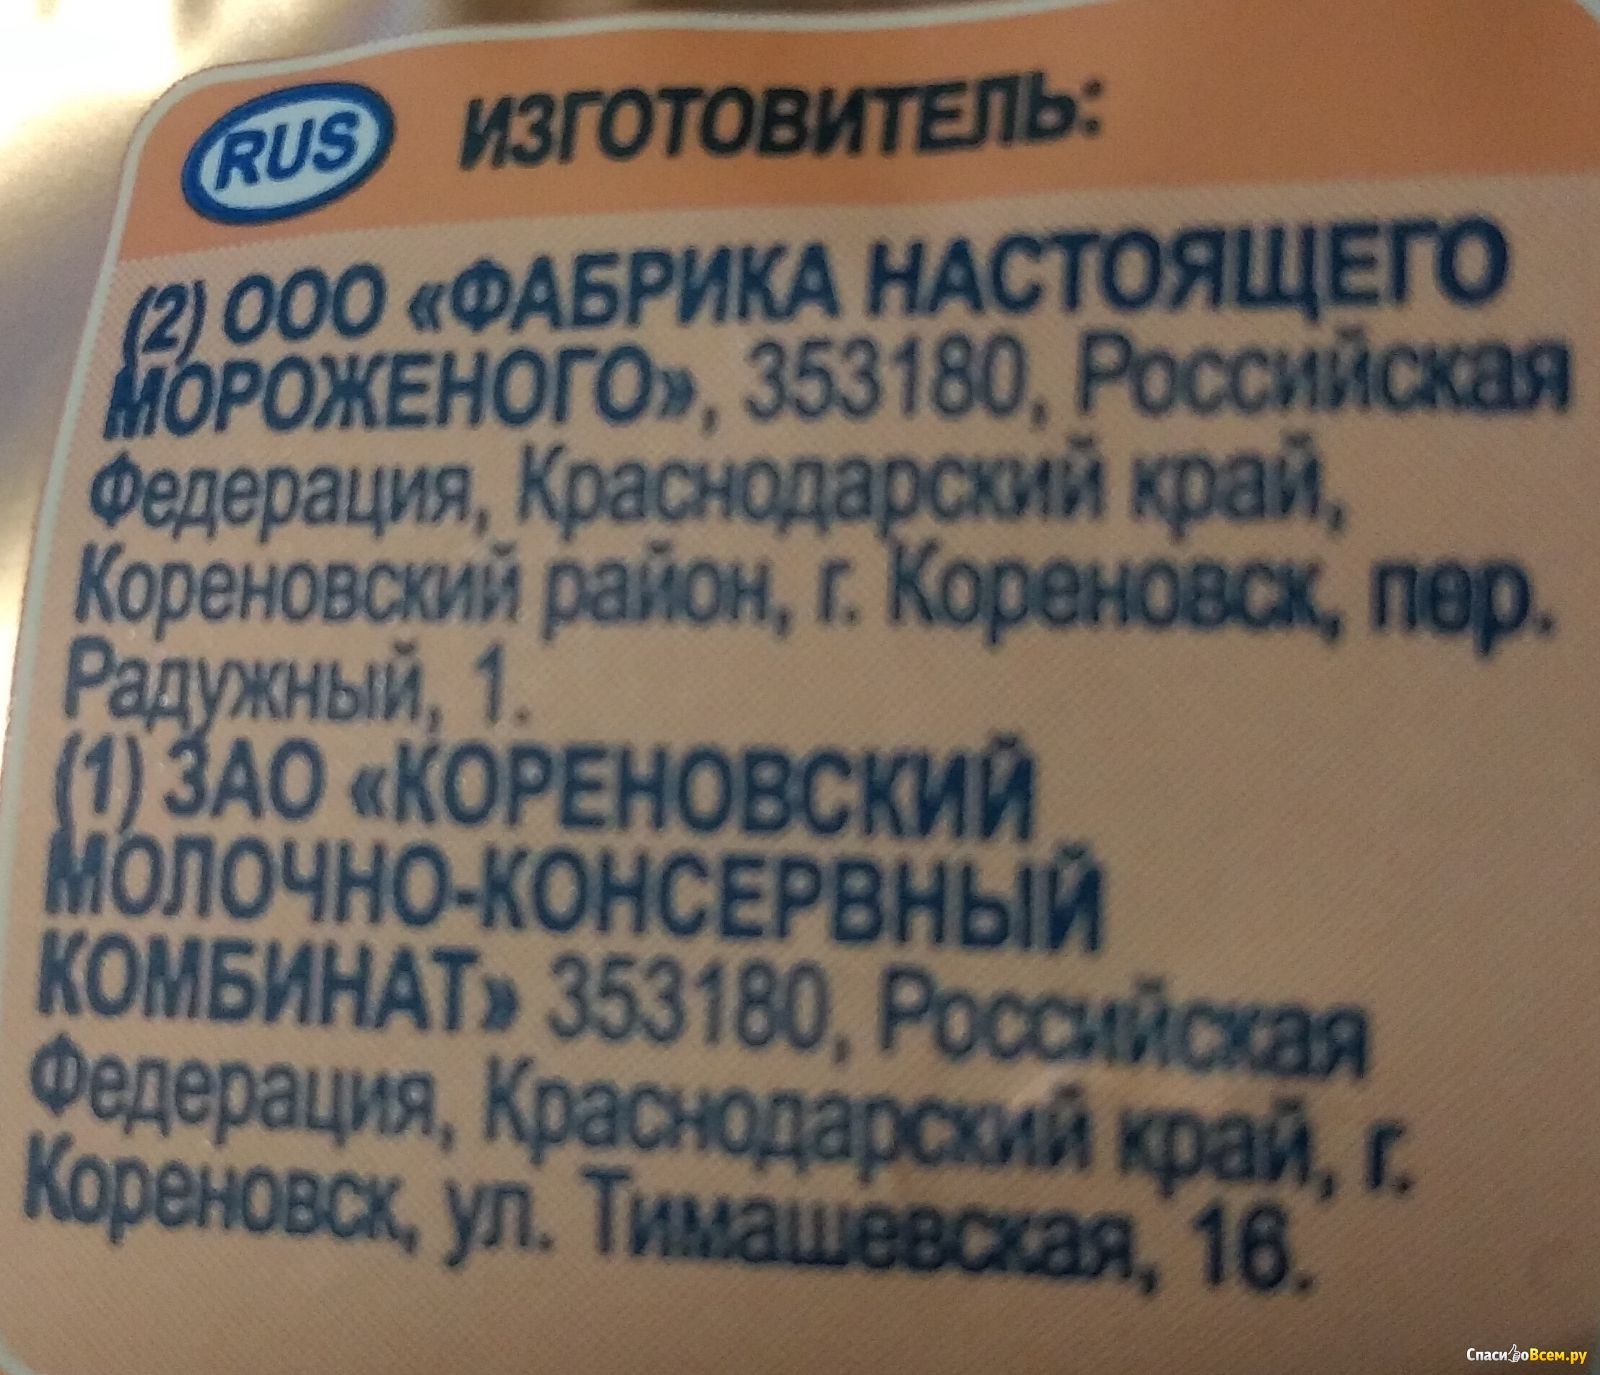 RUS ИЗГОТОВИТЕЛЬ:
(2) ООО «ФАБРИКА НАСТОЯЩЕГО
МОРОЖЕНОГО», 353180, Российская
Федерация, Краснодарский край,
Кореновский район, г. Кореновск, пер.
Радужный, 1.
(1) ЗАО «КОРЕНОВСКИЙ
МОЛОЧНО-КОНСЕРВНЫЙ
КОМБИНАТ» 353180, Российская
Федерация, Краснодарский край, г.
Кореновск, ул. Тимашевская, 16.
СпасибоВсем.ру